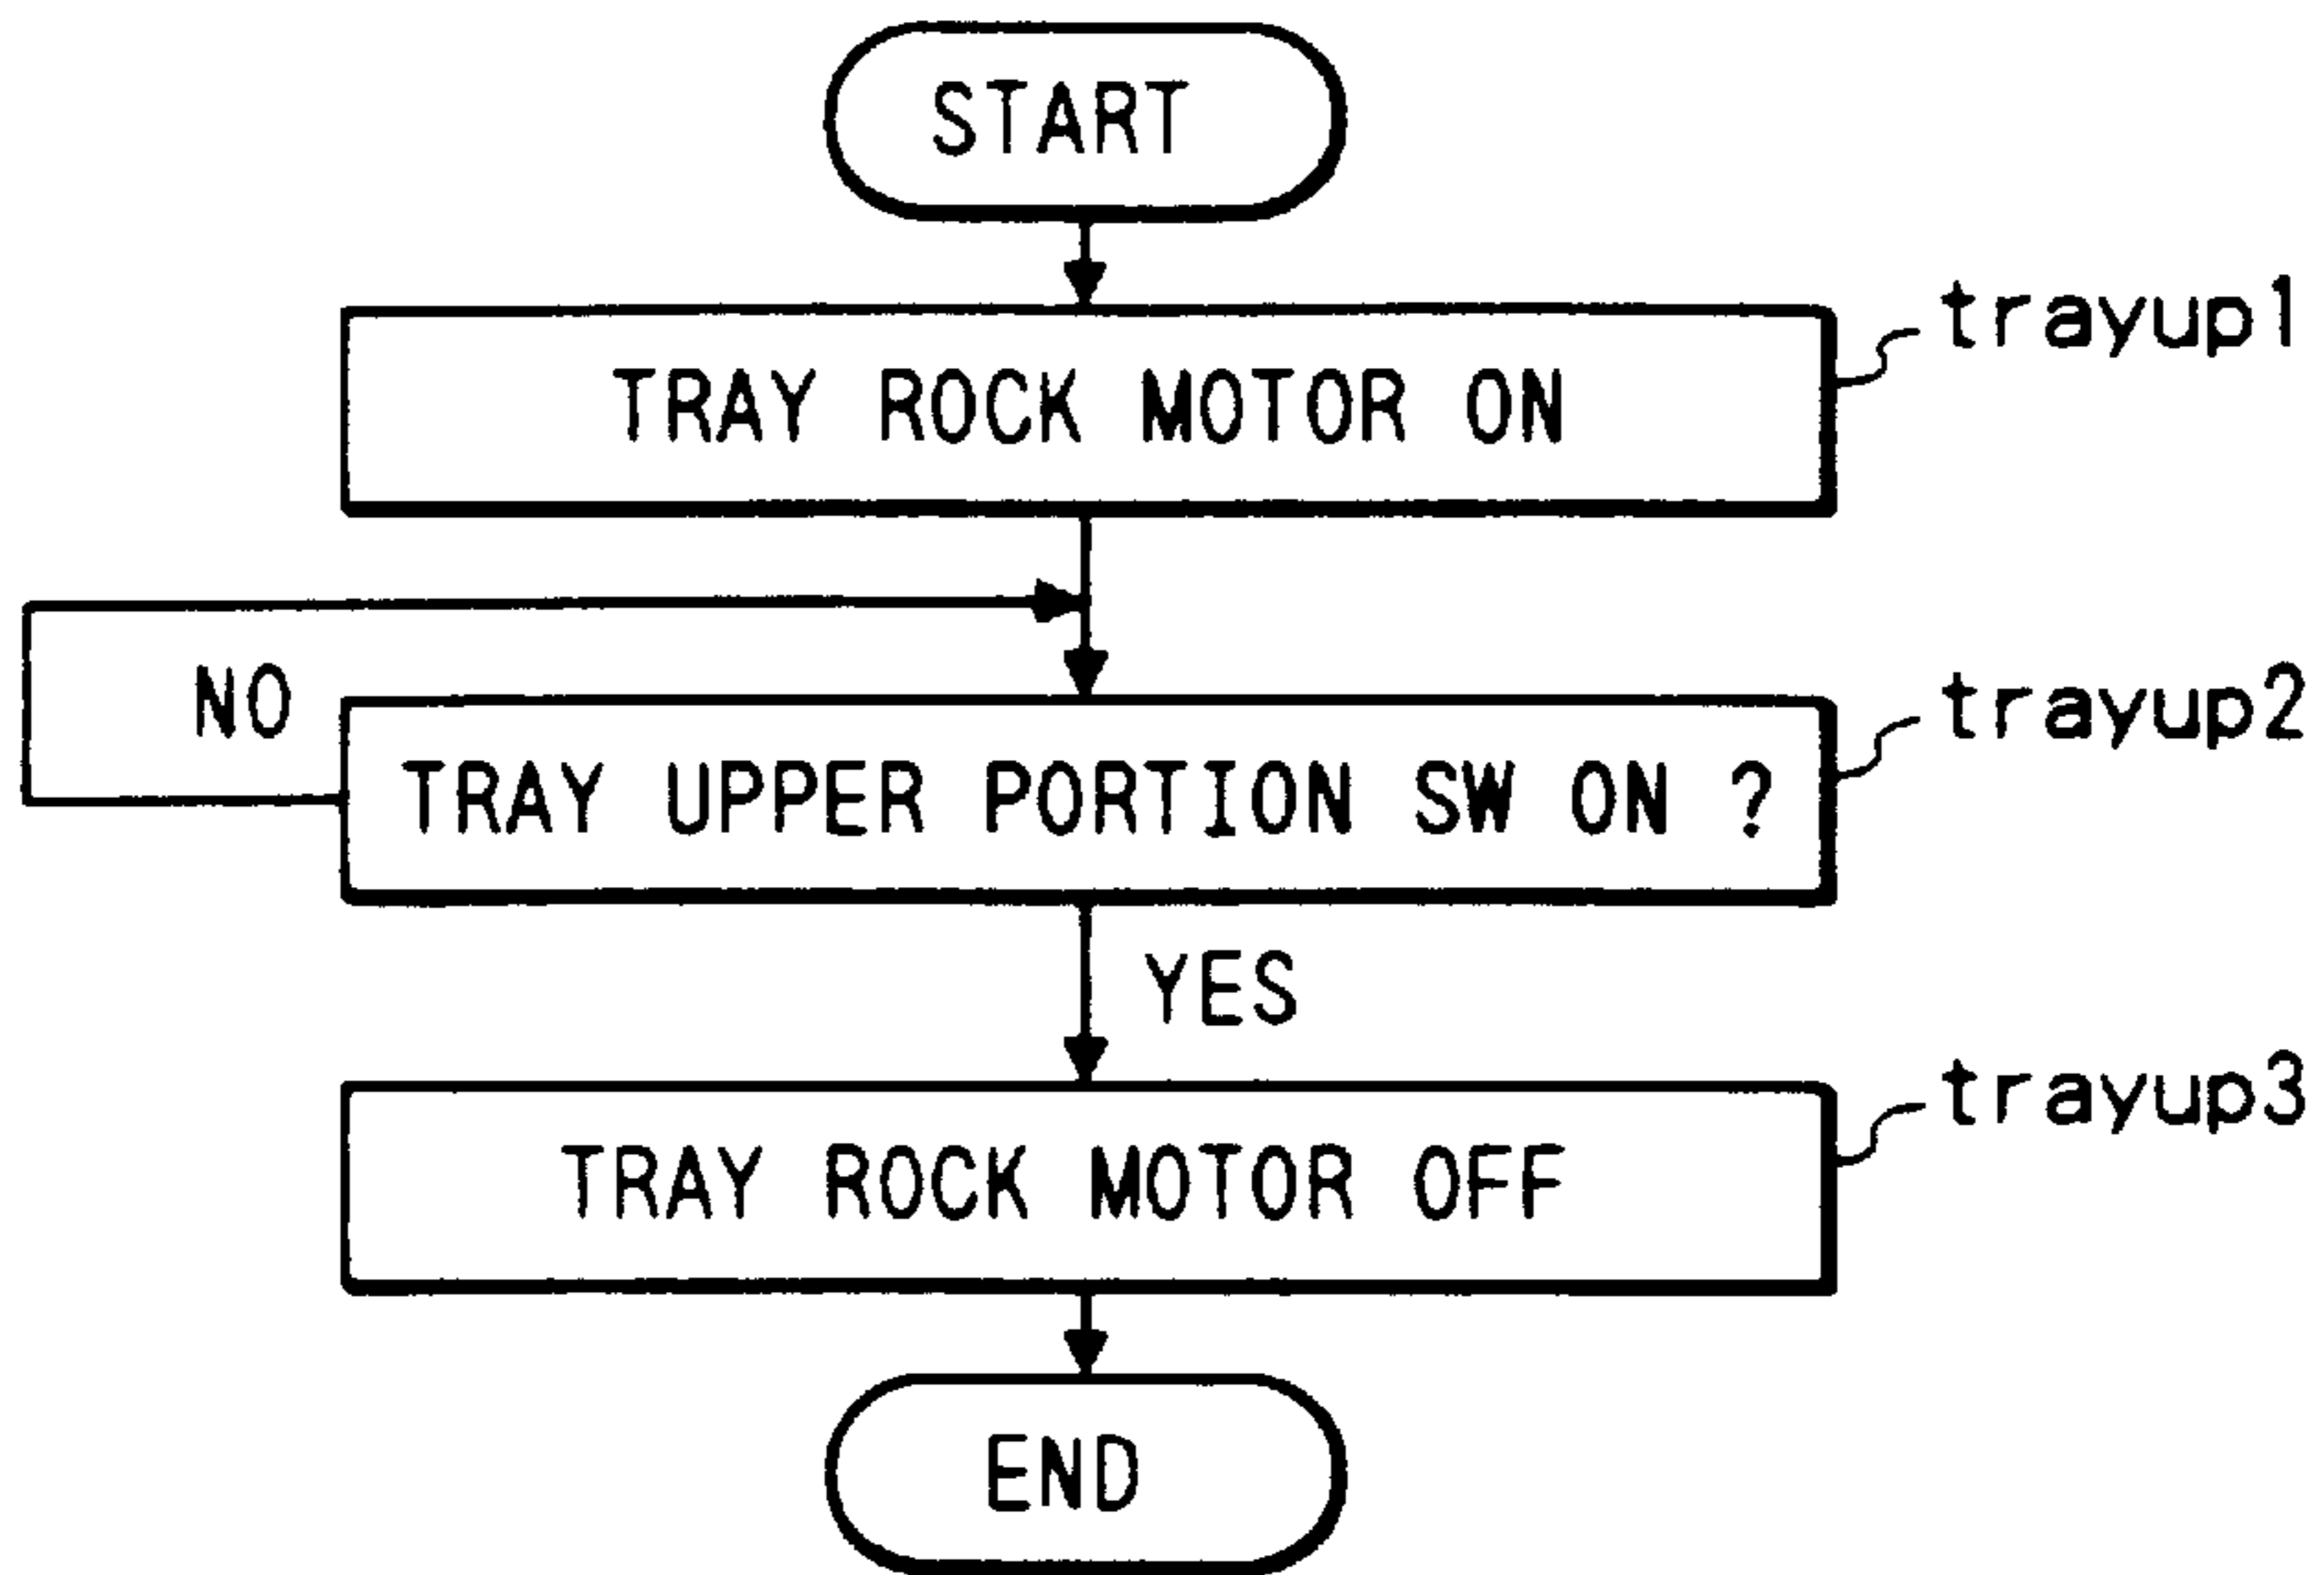 START
TRAY ROCK MOTOR ON
trayup1
NO
TRAY UPPER PORTION SW ON ?
trayup2
YES
TRAY ROCK MOTOR OFF
trayup3
END